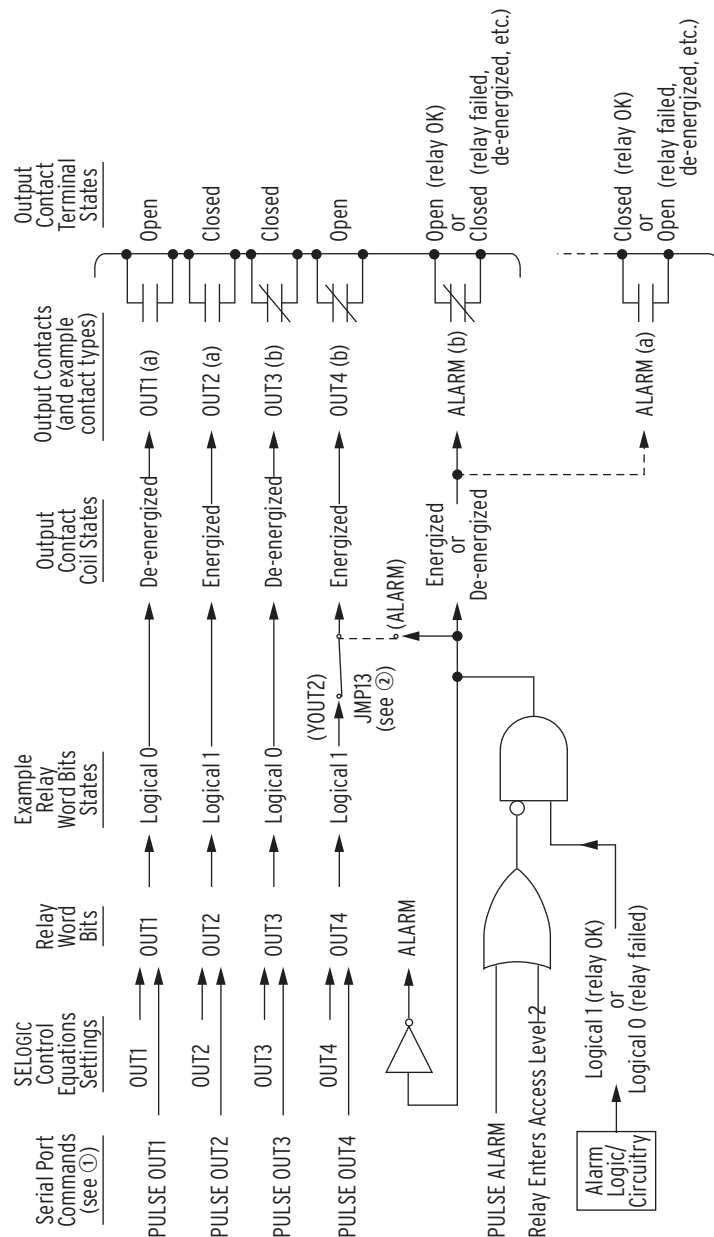 Serial Port
Commands
(see ①)
SELOGIC
Control
Equations
Settings
Relay
Word
Bits
Example
Relay
Word Bits
States
Output
Contact
Coil States
Output Contacts
(and example
contact types)
Output
Contact
Terminal
States
PULSE OUT1
OUT1
OUT1
Logical 0
De-energized
OUT1 (a)
Open
PULSE OUT2
OUT2
OUT2
Logical 1
Energized
OUT2 (a)
Closed
PULSE OUT3
OUT3
OUT3
Logical 0
De-energized
OUT3 (b)
Closed
PULSE OUT4
OUT4
OUT4
Logical 1
(YOUT2)
JMP13
(see ②)
(ALARM)
Energized
OUT4 (b)
Open
ALARM
Energized
or
De-energized
ALARM (b)
Open (relay OK)
or
Closed (relay failed,
de-energized, etc.)
PULSE ALARM
Relay Enters Access Level 2
Alarm
Logic/
Circuitry
Logical 1 (relay OK)
or
Logical 0 (relay failed)
ALARM (a)
Closed (relay OK)
or
Open (relay failed,
de-energized, etc.)